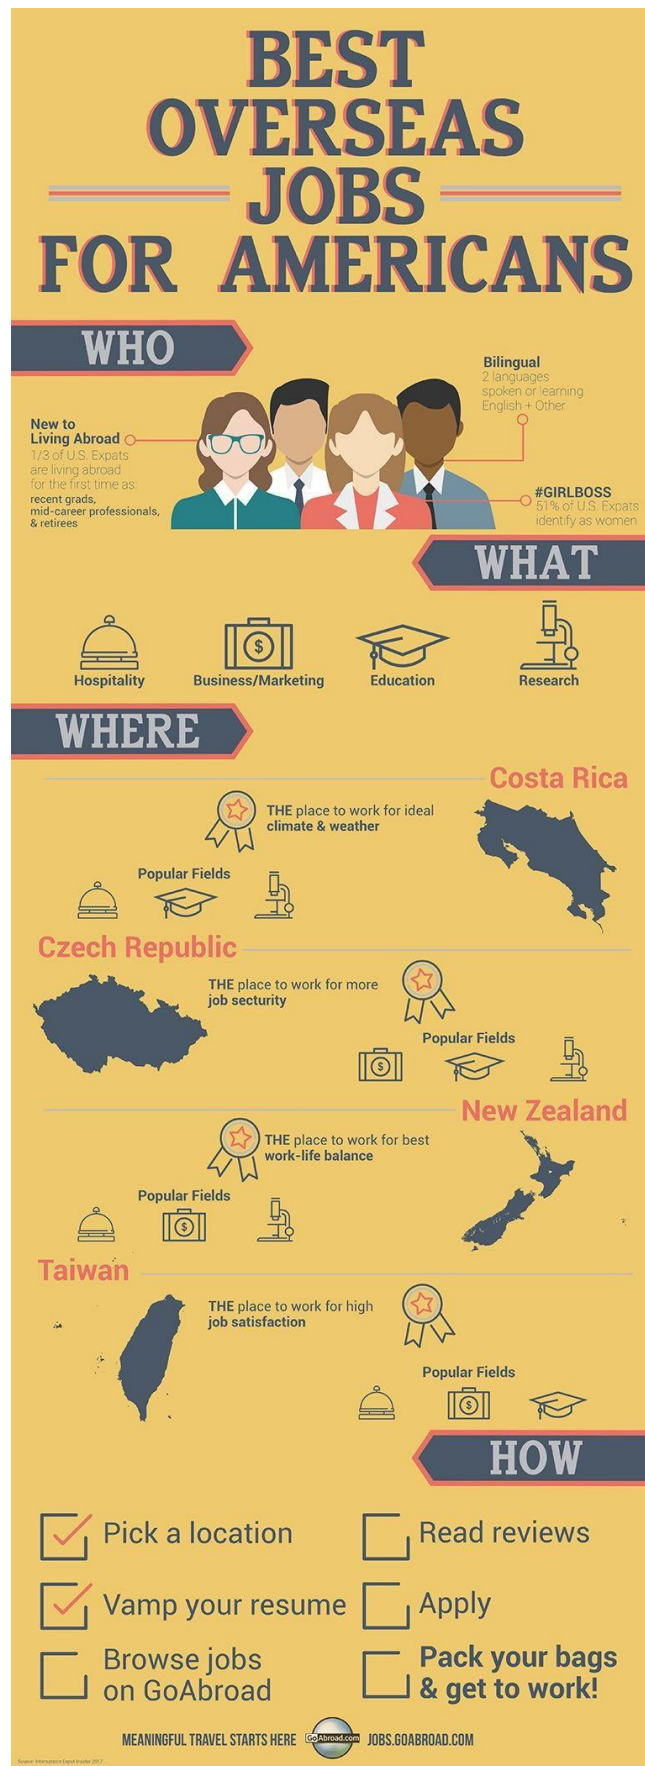 BEST
OVERSEAS
JOBS
FOR AMERICANS
WHO
Bilingual
2 languages
spoken or learning
English + Other
New to
Living Abroad
1/3 of U.S. Expats
are living abroad
for the first time as:
recent grads,
mid-career professionals,
& retirees
#GIRLBOSS
51% of U.S. Expats
identify as women
WHAT
Hospitality
Business/Marketing
Education
Research
WHERE
Costa Rica
THE place to work for ideal
climate & weather
Popular Fields
Czech Republic
THE place to work for more
job secturity
Popular Fields
New Zealand
THE place to work for best
work-life balance
Popular Fields
Taiwan
THE place to work for high
job satisfaction
Popular Fields
HOW
Pick a location
Read reviews
Vamp your resume
Apply
Browse jobs
on GoAbroad
Pack your bags
& get to work!
MEANINGFUL TRAVEL STARTS HERE
GoAbroad.com
JOBS.GOABROAD.COM
Source: Internations Expat Insider 2017